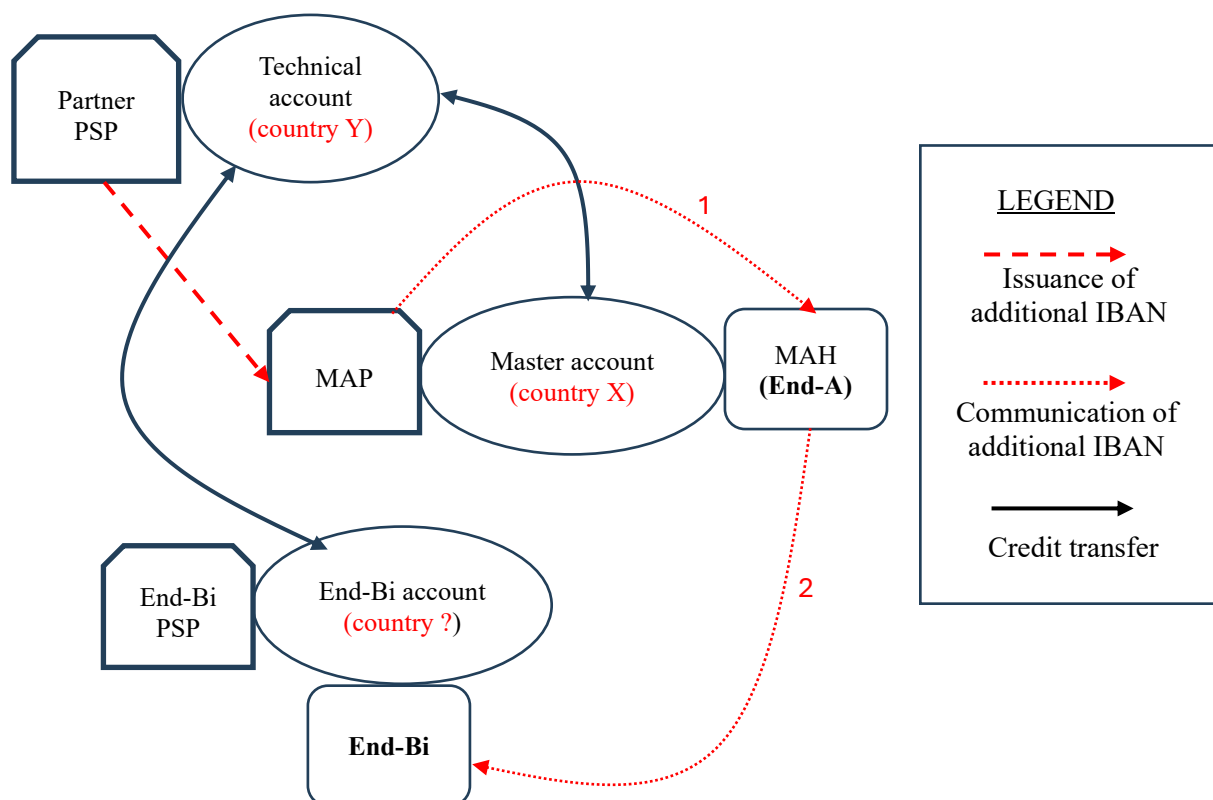 Partner
PSP
Technical
account
(country Y)
1
MAP
Master account
(country X)
MAH
(End-A)
End-Bi
PSP
End-Bi account
(country ?)
2
End-Bi
LEGEND
Issuance of
additional IBAN
Communication of
additional IBAN
Credit transfer